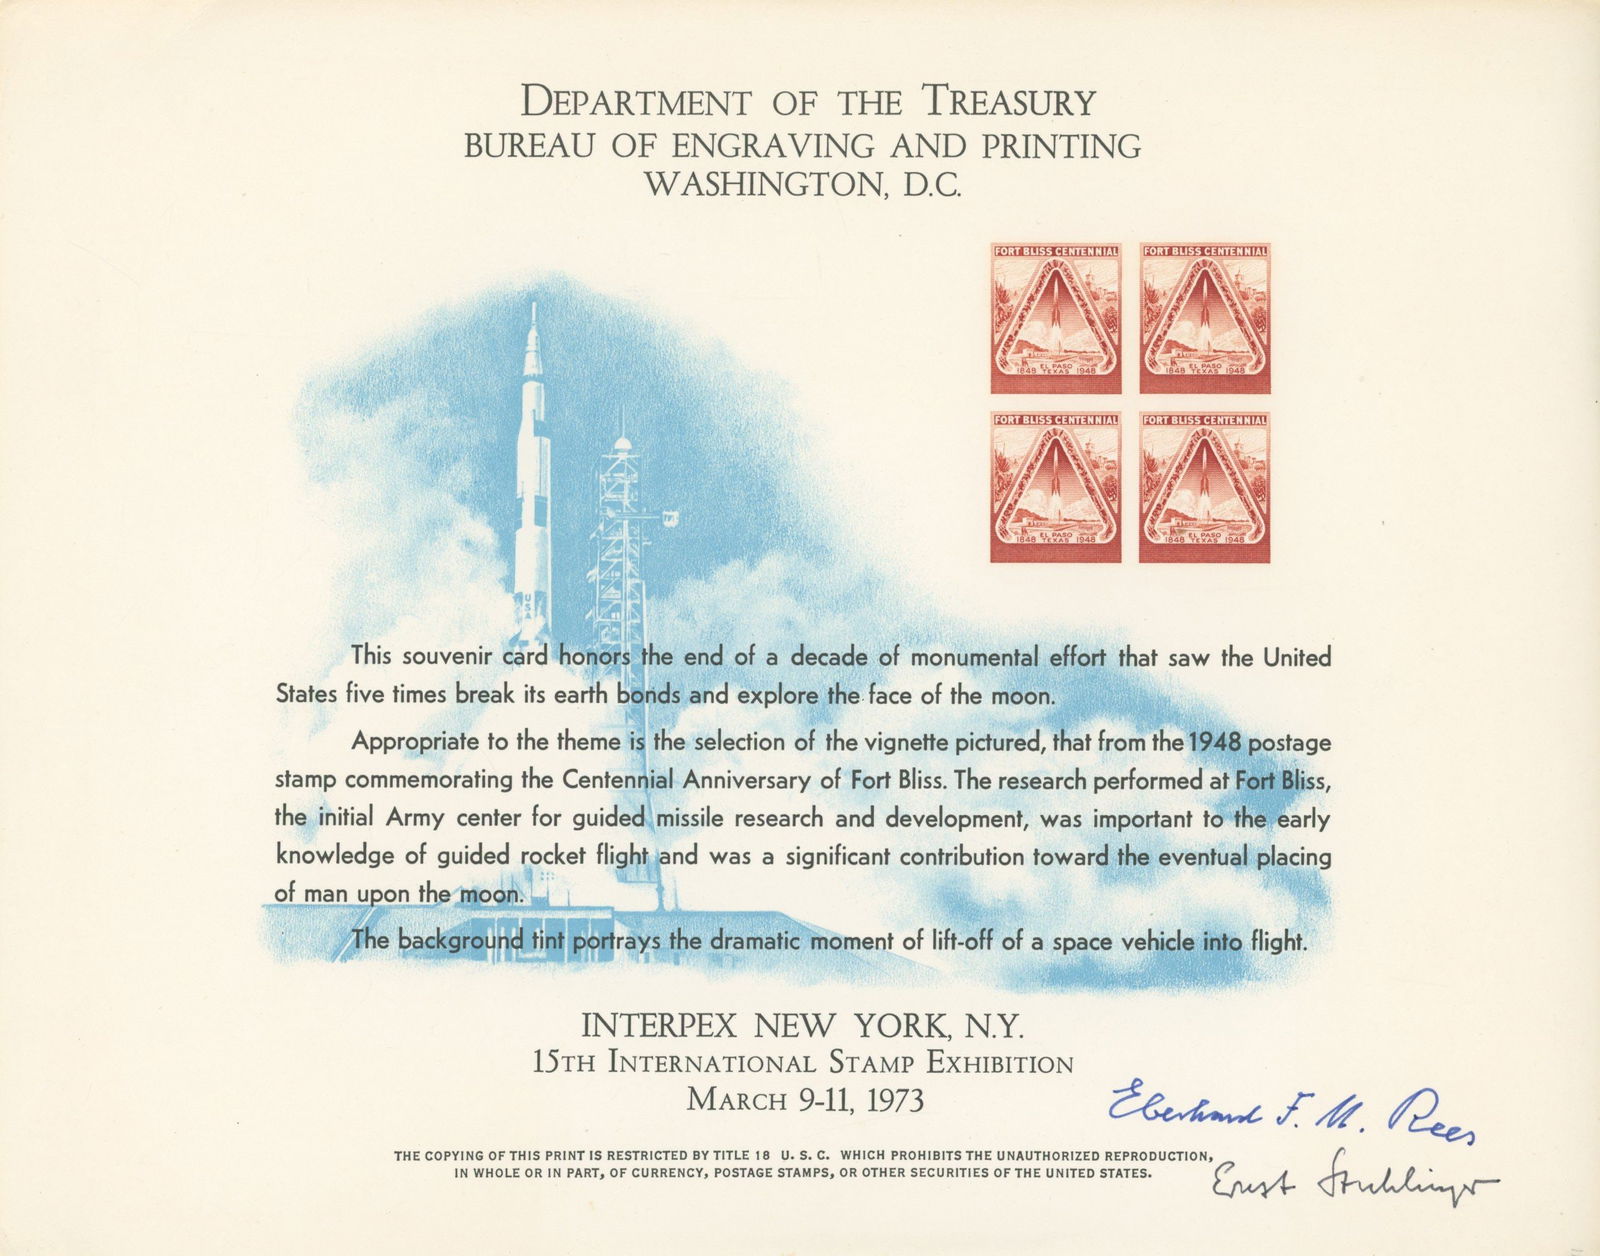 DEPARTMENT OF THE TREASURY
BUREAU OF ENGRAVING AND PRINTING
WASHINGTON, D.C.
FORT BLISS CENTENNIAL
1848 EL PASO TEXAS 1948
FORT BLISS CENTENNIAL
1848 EL PASO TEXAS 1948
FORT BLISS CENTENNIAL
1848 EL PASO TEXAS 1948
FORT BLISS CENTENNIAL
1848 EL PASO TEXAS 1948
USA
This souvenir card honors the end of a decade of monumental effort that saw the United
States five times break its earth bonds and explore the face of the moon.
Appropriate to the theme is the selection of the vignette pictured, that from the 1948 postage
stamp commemorating the Centennial Anniversary of Fort Bliss. The research performed at Fort Bliss,
the initial Army center for guided missile research and development, was important to the early
knowledge of guided rocket flight and was a significant contribution toward the eventual placing
of man upon the moon.
The background tint portrays the dramatic moment of lift-off of a space vehicle into flight.
INTERPEX NEW YORK, N.Y.
15TH INTERNATIONAL STAMP EXHIBITION
MARCH 9-11, 1973
Eberhard F. M. Rees
THE COPYING OF THIS PRINT IS RESTRICTED BY TITLE 18 U. S. C. WHICH PROHIBITS THE UNAUTHORIZED REPRODUCTION,
IN WHOLE OR IN PART, OF CURRENCY, POSTAGE STAMPS, OR OTHER SECURITIES OF THE UNITED STATES.
Ernst Stuhlinger